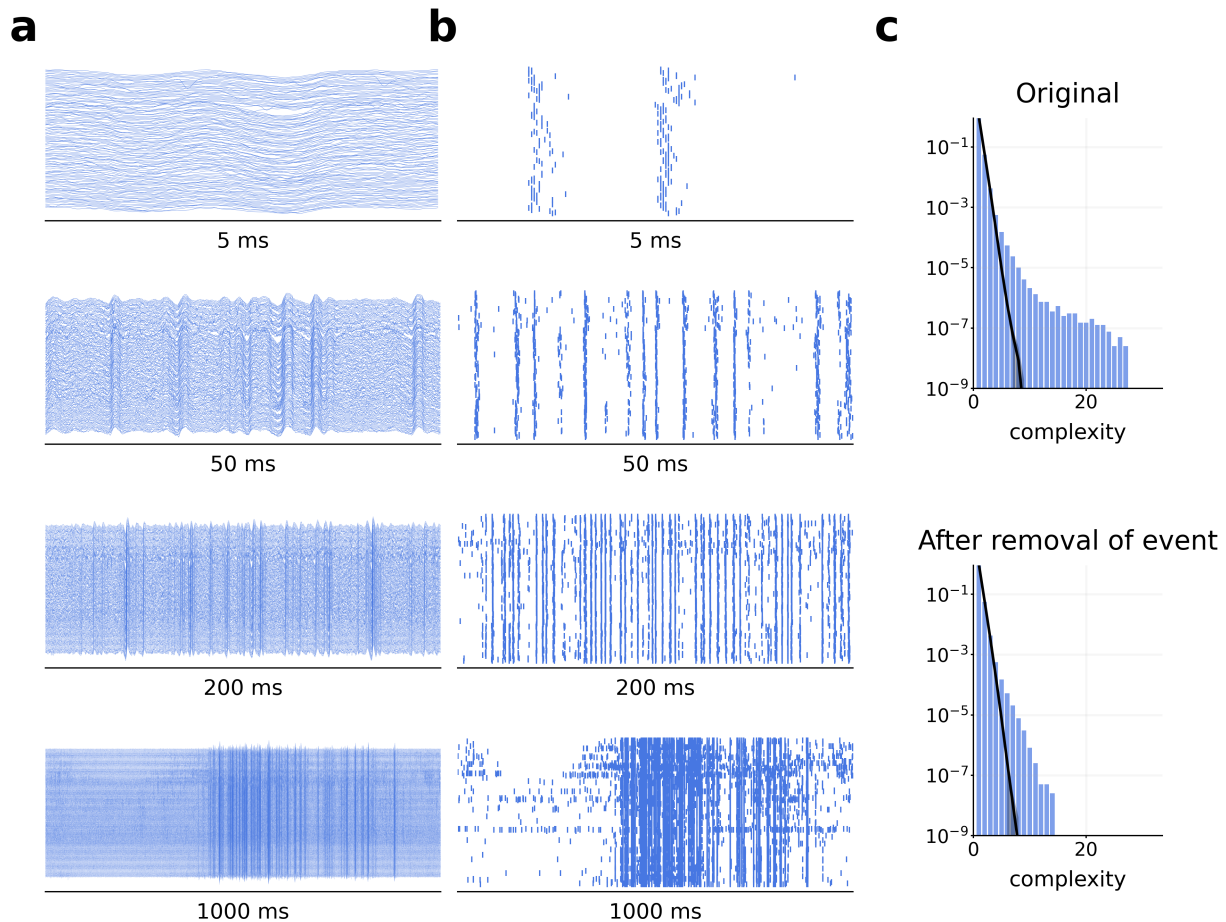 a
b
c
5 ms
50 ms
200 ms
1000 ms
5 ms
50 ms
200 ms
1000 ms
Original
10⁻¹
10⁻³
10⁻⁵
10⁻⁷
10⁻⁹
0 20
complexity
After removal of event
10⁻¹
10⁻³
10⁻⁵
10⁻⁷
10⁻⁹
0 20
complexity